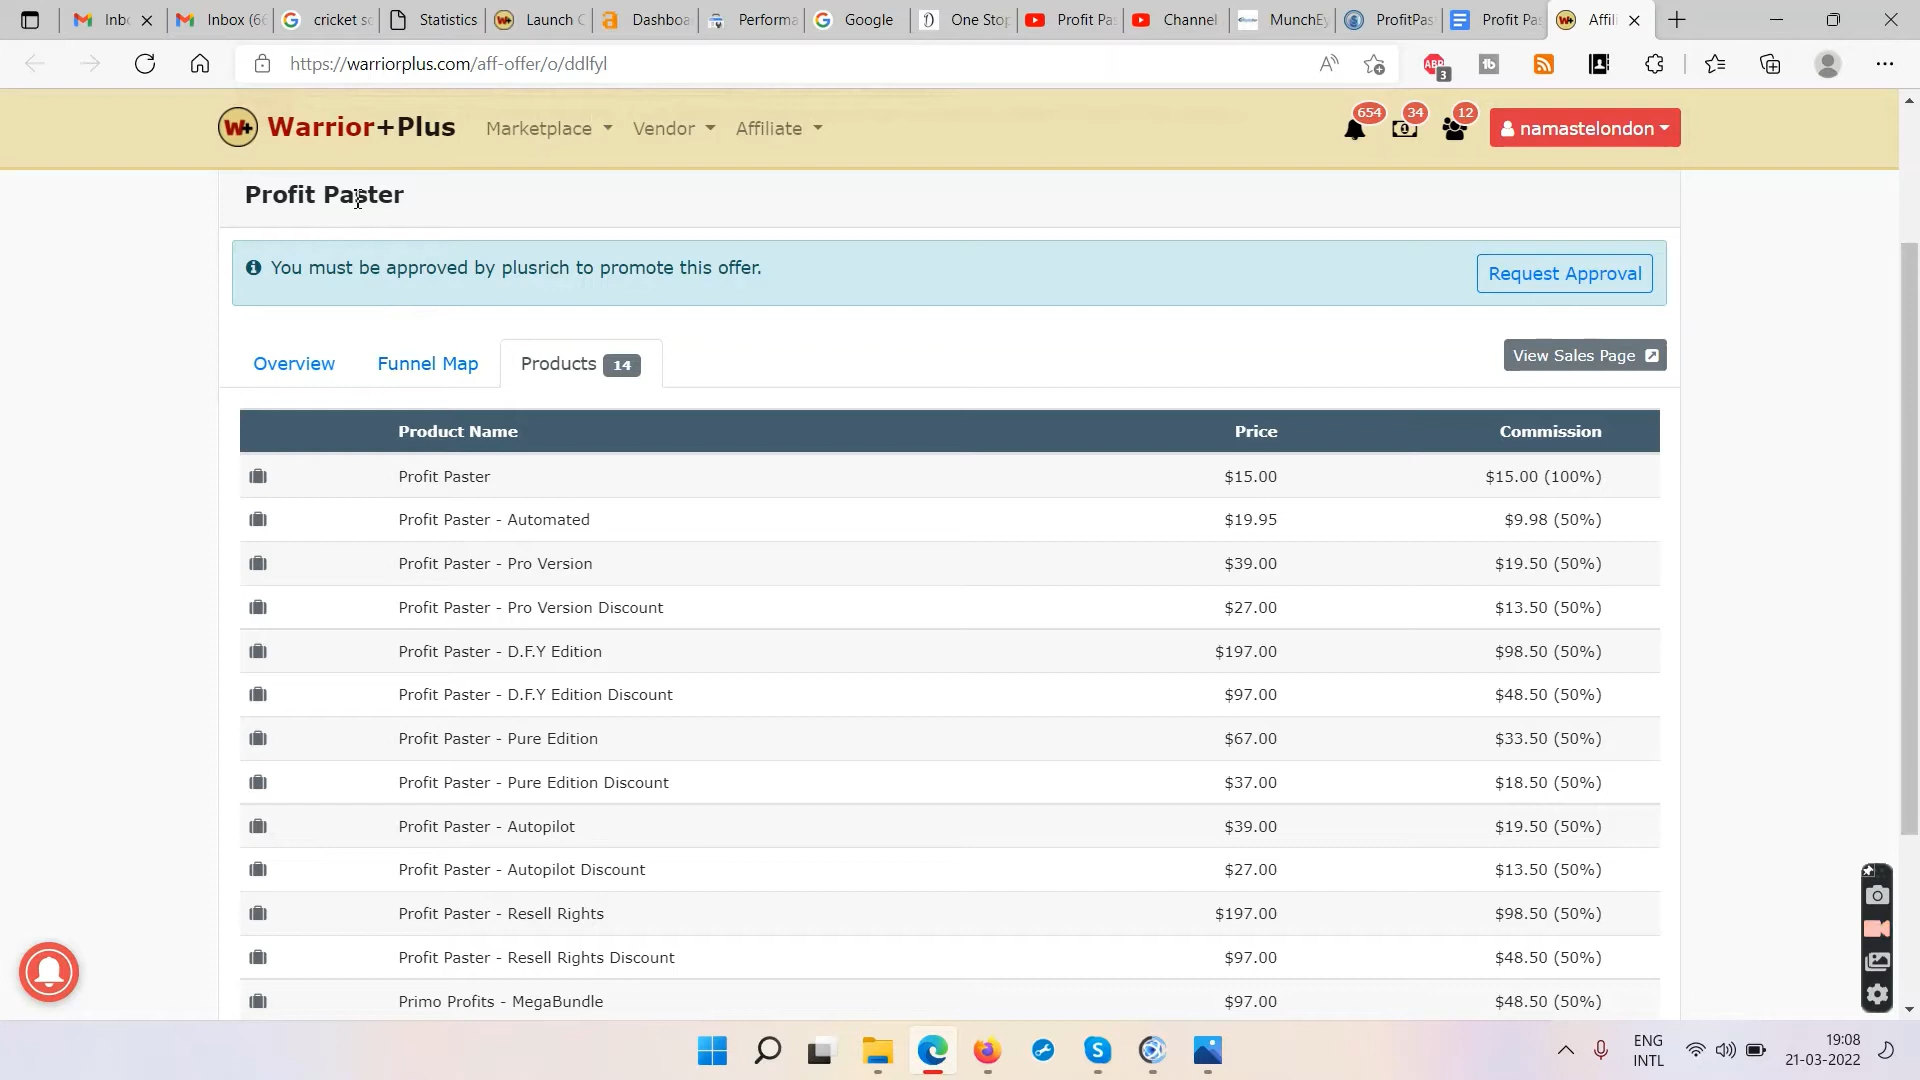 Inbo
Inbox (66
cricket sc
Statistics
Launch C
Dashboa
Performa
Google
One Stop
Profit Pas
Channel
MunchEy
ProfitPas
Profit Pas
Affili
https://warriorplus.com/aff-offer/o/ddlfyl
ABP
3
W+ Warrior+Plus
Marketplace
Vendor
Affiliate
654
34
12
namastelondon
Profit Paster
You must be approved by plusrich to promote this offer.
Request Approval
Overview
Funnel Map
Products 14
View Sales Page
Product Name Price Commission
Profit Paster $15.00 $15.00 (100%)
Profit Paster - Automated $19.95 $9.98 (50%)
Profit Paster - Pro Version $39.00 $19.50 (50%)
Profit Paster - Pro Version Discount $27.00 $13.50 (50%)
Profit Paster - D.F.Y Edition $197.00 $98.50 (50%)
Profit Paster - D.F.Y Edition Discount $97.00 $48.50 (50%)
Profit Paster - Pure Edition $67.00 $33.50 (50%)
Profit Paster - Pure Edition Discount $37.00 $18.50 (50%)
Profit Paster - Autopilot $39.00 $19.50 (50%)
Profit Paster - Autopilot Discount $27.00 $13.50 (50%)
Profit Paster - Resell Rights $197.00 $98.50 (50%)
Profit Paster - Resell Rights Discount $97.00 $48.50 (50%)
Primo Profits - MegaBundle $97.00 $48.50 (50%)
ENG
INTL
19:08
21-03-2022